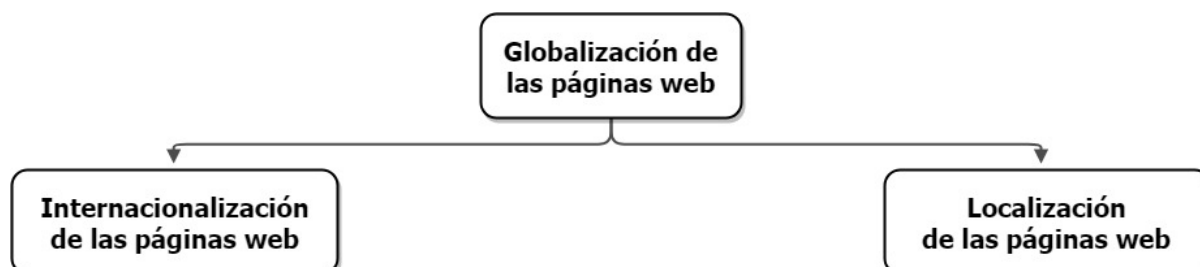 Globalización de
las páginas web
Internacionalización
de las páginas web
Localización
de las páginas web